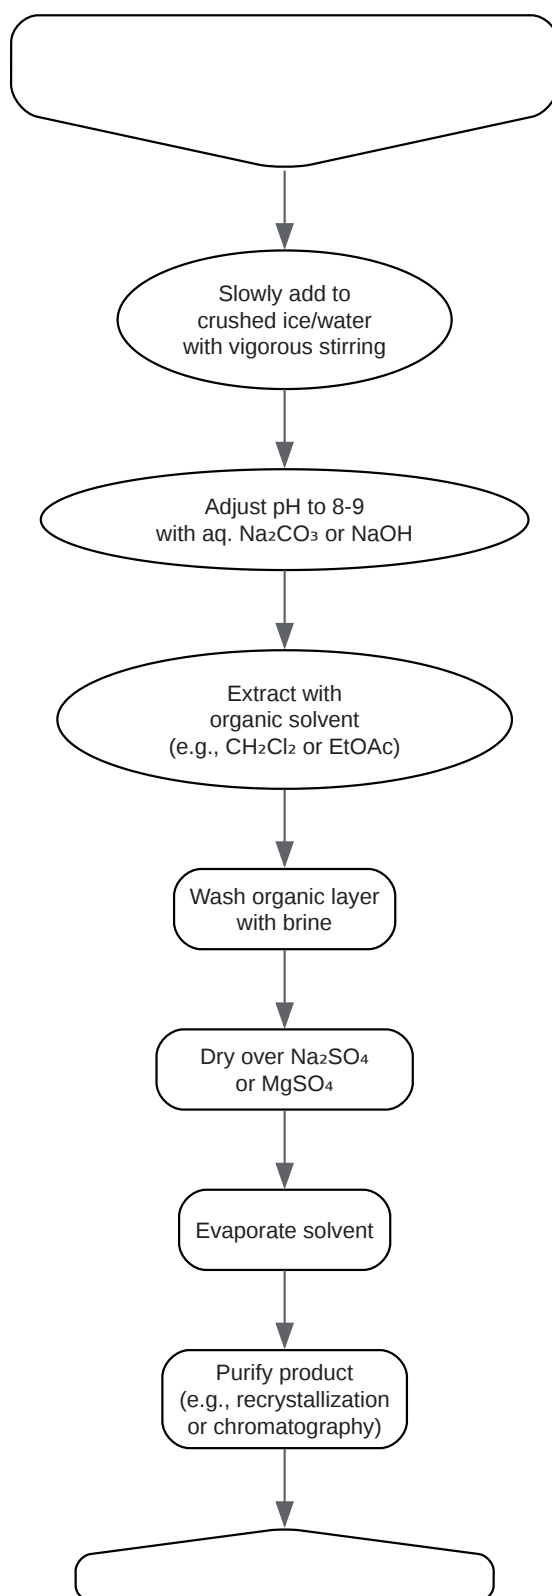 Slowly add to
crushed ice/water
with vigorous stirring
Adjust pH to 8-9
with aq. Na₂CO₃ or NaOH
Extract with
organic solvent
(e.g., CH₂Cl₂ or EtOAc)
Wash organic layer
with brine
Dry over Na₂SO₄
or MgSO₄
Evaporate solvent
Purify product
(e.g., recrystallization
or chromatography)